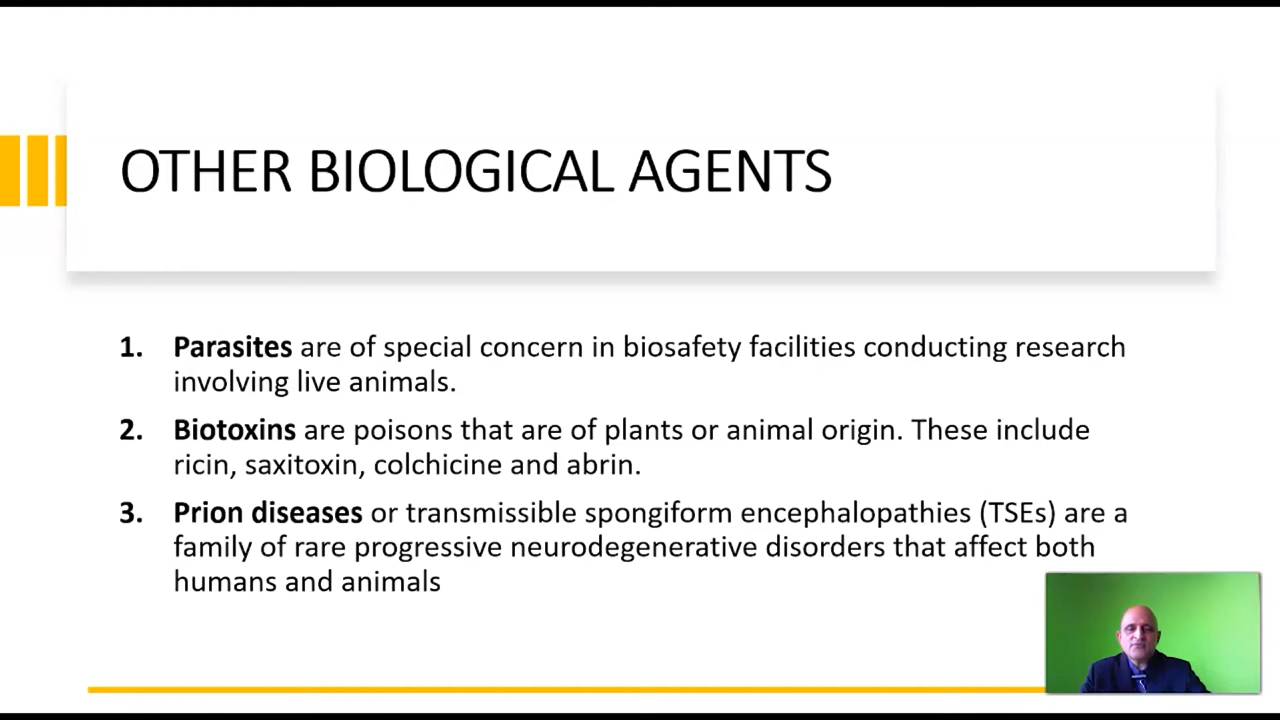 OTHER BIOLOGICAL AGENTS
1. Parasites are of special concern in biosafety facilities conducting research
involving live animals.
2. Biotoxins are poisons that are of plants or animal origin. These include
ricin, saxitoxin, colchicine and abrin.
3. Prion diseases or transmissible spongiform encephalopathies (TSEs) are a
family of rare progressive neurodegenerative disorders that affect both
humans and animals